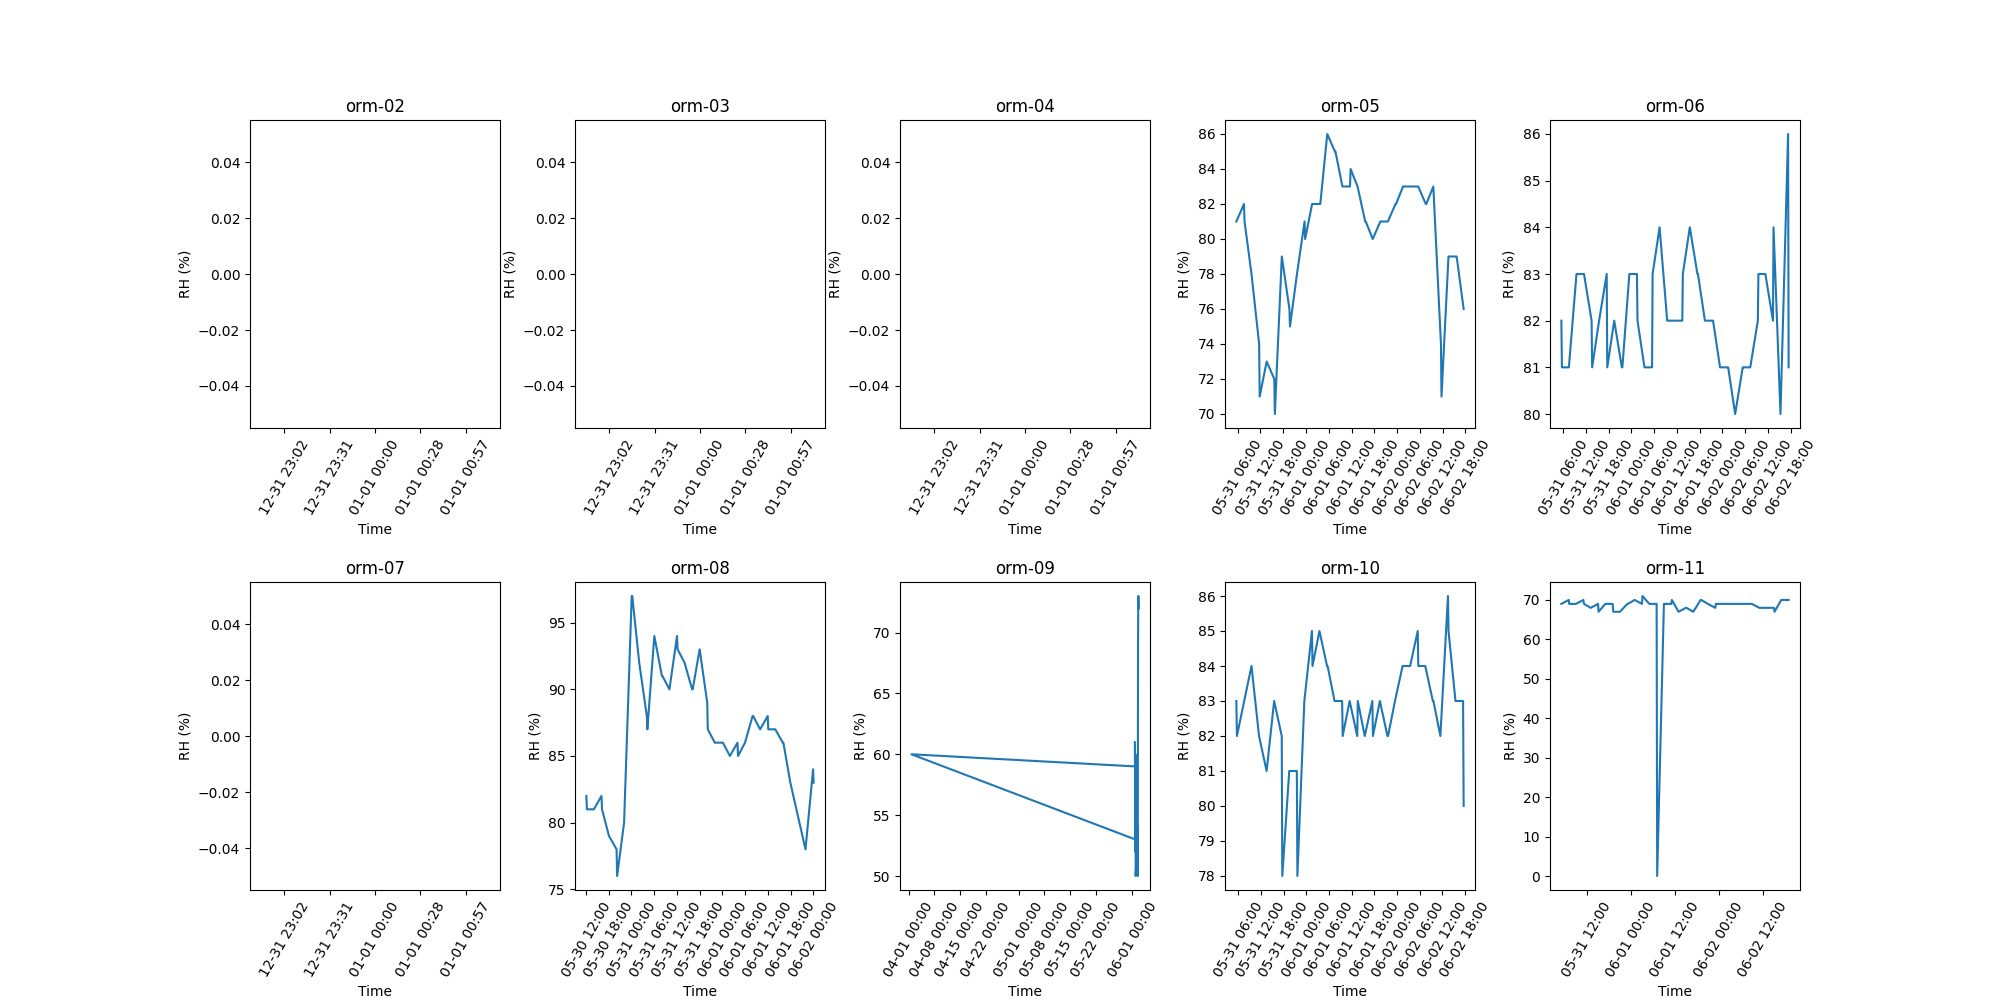 orm-02 orm-03 orm-04 orm-05 orm-06
0.04 0.02 0.00 −0.02 −0.04
RH (%)
12-31 23:02 12-31 23:31 01-01 00:00 01-01 00:28 01-01 00:57
Time
0.04 0.02 0.00 −0.02 −0.04
RH (%)
12-31 23:02 12-31 23:31 01-01 00:00 01-01 00:28 01-01 00:57
Time
0.04 0.02 0.00 −0.02 −0.04
RH (%)
12-31 23:02 12-31 23:31 01-01 00:00 01-01 00:28 01-01 00:57
Time
86 84 82 80 78 76 74 72 70
RH (%)
05-31 06:00 05-31 12:00 05-31 18:00 06-01 00:00 06-01 06:00 06-01 12:00 06-01 18:00 06-02 00:00 06-02 06:00 06-02 12:00 06-02 18:00
Time
86 85 84 83 82 81 80
RH (%)
05-31 06:00 05-31 12:00 05-31 18:00 06-01 00:00 06-01 06:00 06-01 12:00 06-01 18:00 06-02 00:00 06-02 06:00 06-02 12:00 06-02 18:00
Time
orm-07 orm-08 orm-09 orm-10 orm-11
0.04 0.02 0.00 −0.02 −0.04
RH (%)
12-31 23:02 12-31 23:31 01-01 00:00 01-01 00:28 01-01 00:57
Time
95 90 85 80 75
RH (%)
05-30 12:00 05-30 18:00 05-31 00:00 05-31 06:00 05-31 12:00 05-31 18:00 06-01 00:00 06-01 06:00 06-01 12:00 06-01 18:00 06-02 00:00
Time
70 65 60 55 50
RH (%)
04-01 00:00 04-08 00:00 04-15 00:00 04-22 00:00 05-01 00:00 05-08 00:00 05-15 00:00 05-22 00:00 06-01 00:00
Time
86 85 84 83 82 81 80 79 78
RH (%)
05-31 06:00 05-31 12:00 05-31 18:00 06-01 00:00 06-01 06:00 06-01 12:00 06-01 18:00 06-02 00:00 06-02 06:00 06-02 12:00 06-02 18:00
Time
70 60 50 40 30 20 10 0
RH (%)
05-31 12:00 06-01 00:00 06-01 12:00 06-02 00:00 06-02 12:00
Time